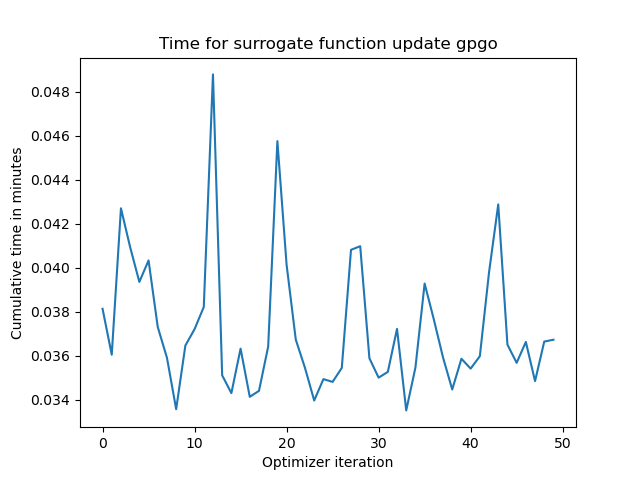 Time for surrogate function update gpgo
Cumulative time in minutes
0.048
0.046
0.044
0.042
0.040
0.038
0.036
0.034
0 10 20 30 40 50
Optimizer iteration